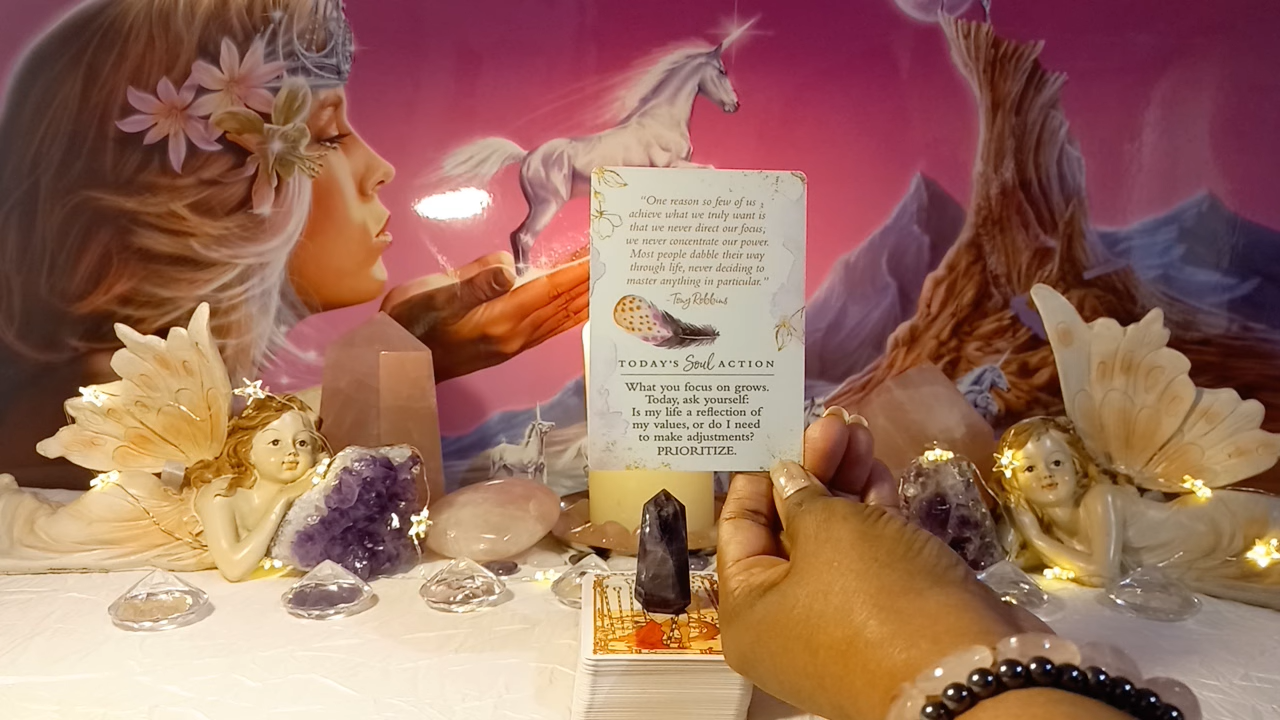 "One reason so few of us
achieve what we truly want is
that we never direct our focus;
we never concentrate our power.
Most people dabble their way
through life, never deciding to
master anything in particular."
-Tony Robbins
TODAY'S Soul ACTION
What you focus on grows.
Today, ask yourself:
Is my life a reflection of
my values, or do I need
to make adjustments?
PRIORITIZE.